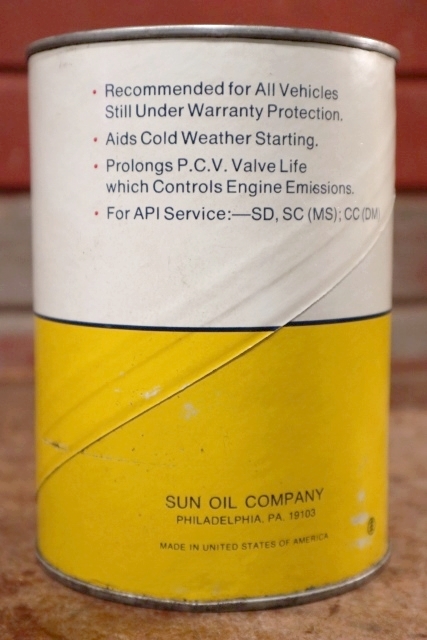 • Recommended for All Vehicles
Still Under Warranty Protection.
• Aids Cold Weather Starting.
• Prolongs P.C.V. Valve Life
which Controls Engine Emissions.
• For API Service:—SD, SC (MS); CC (DM)
SUN OIL COMPANY
PHILADELPHIA, PA. 19103
MADE IN UNITED STATES OF AMERICA